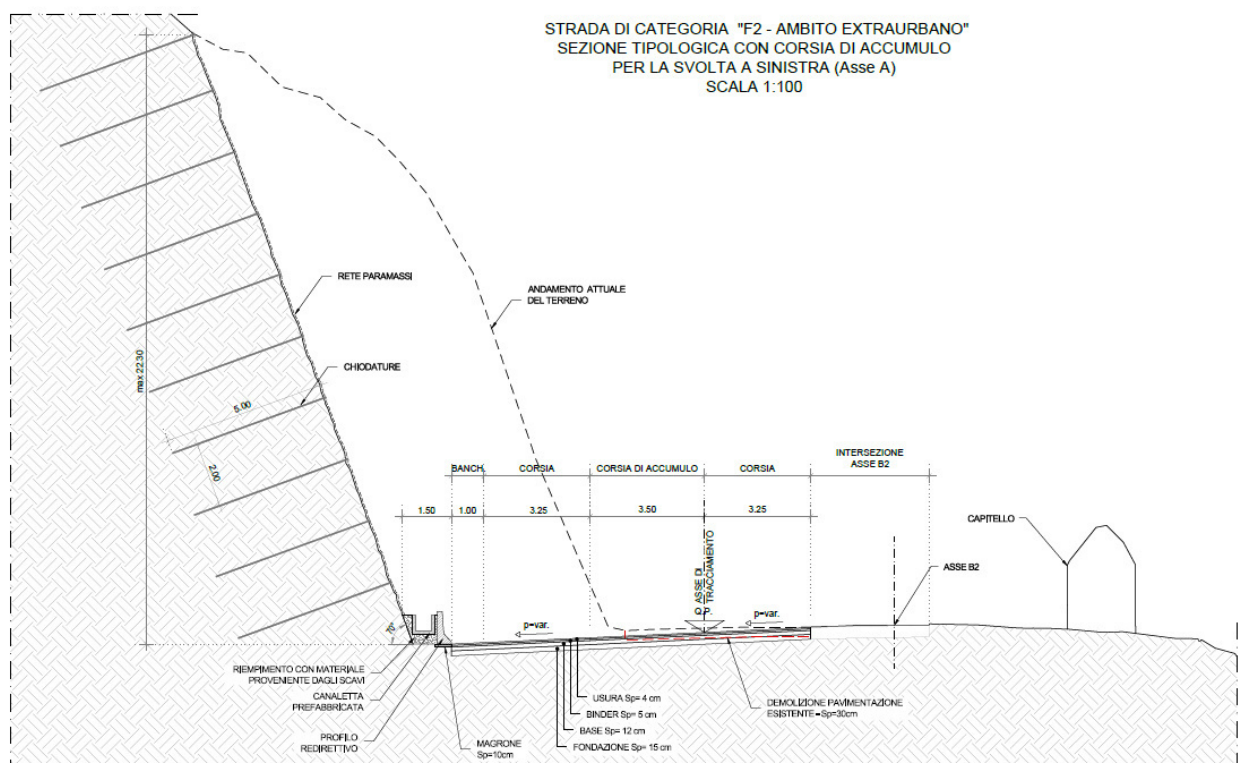 STRADA DI CATEGORIA "F2 - AMBITO EXTRAURBANO"
SEZIONE TIPOLOGICA CON CORSIA DI ACCUMULO
PER LA SVOLTA A SINISTRA (Asse A)
SCALA 1:100
RETE PARAMASSI
ANDAMENTO ATTUALE
DEL TERRENO
max 22.30
CHIODATURE
5.00
2.00
BANCH.
CORSIA
CORSIA DI ACCUMULO
CORSIA
INTERSEZIONE
ASSE B2
1.50
1.00
3.25
3.50
3.25
CAPITELLO
ASSE DI
TRACCIAMENTO
Q.P.
ASSE B2
70°
p=var.
p=var.
RIEMPIMENTO CON MATERIALE
PROVENIENTE DAGLI SCAVI
CANALETTA
PREFABBRICATA
PROFILO
REDIRETTIVO
MAGRONE
Sp=10cm
USURA Sp= 4 cm
BINDER Sp= 5 cm
BASE Sp= 12 cm
FONDAZIONE Sp= 15 cm
DEMOLIZIONE PAVIMENTAZIONE
ESISTENTE - Sp=30cm